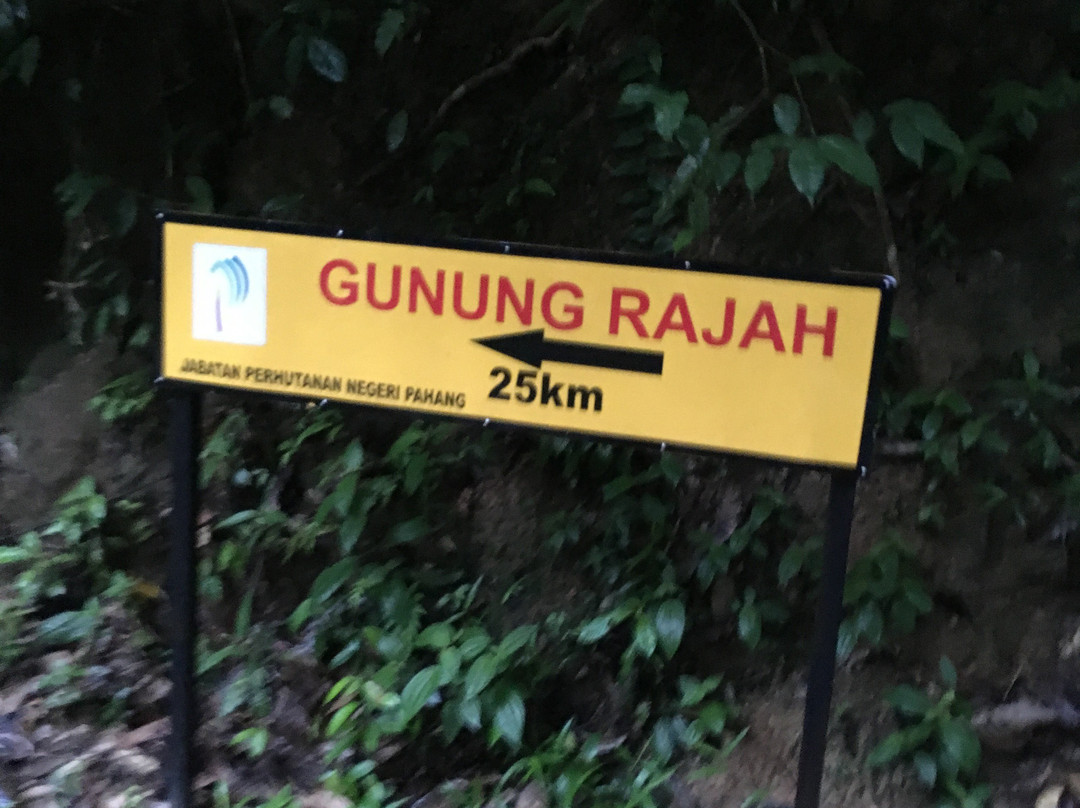 GUNUNG RAJAH
25km
JABATAN PERHUTANAN NEGERI PAHANG